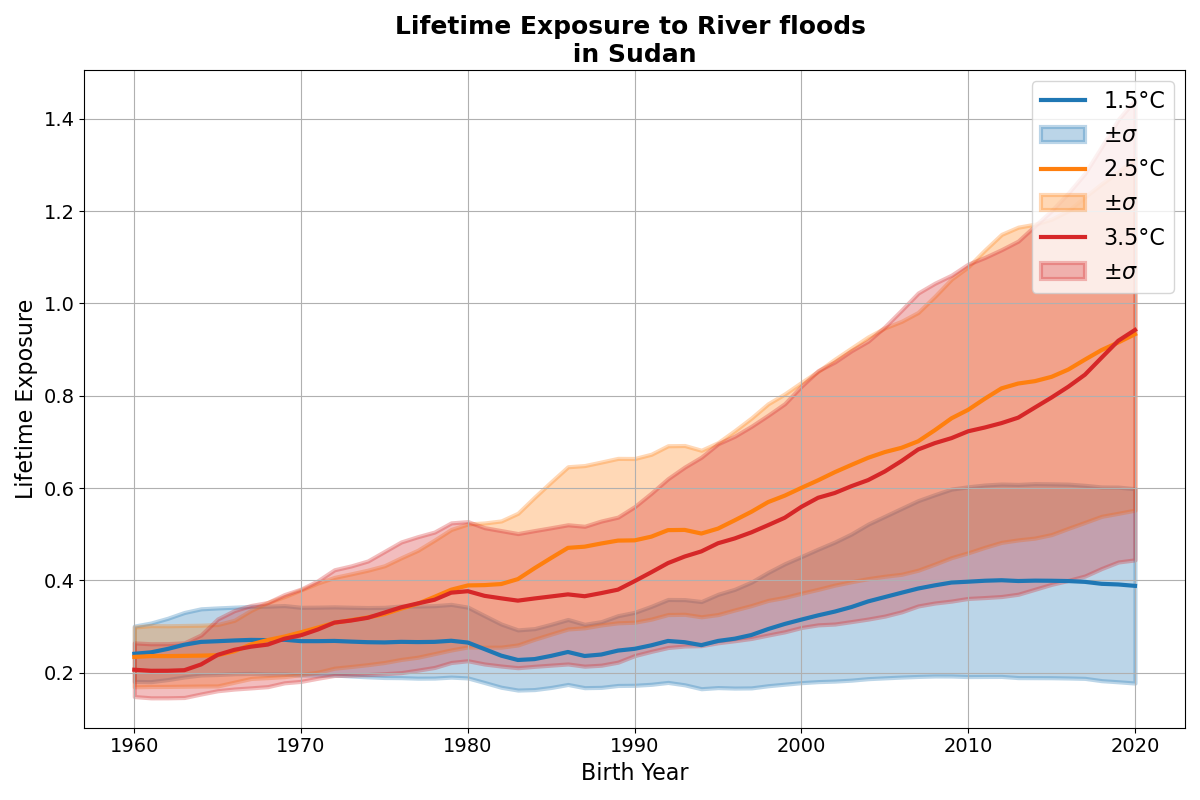 Lifetime Exposure to River floods
in Sudan
Lifetime Exposure
1.4
1.2
1.0
0.8
0.6
0.4
0.2
1960 1970 1980 1990 2000 2010 2020
Birth Year
1.5°C
±σ
2.5°C
±σ
3.5°C
±σ